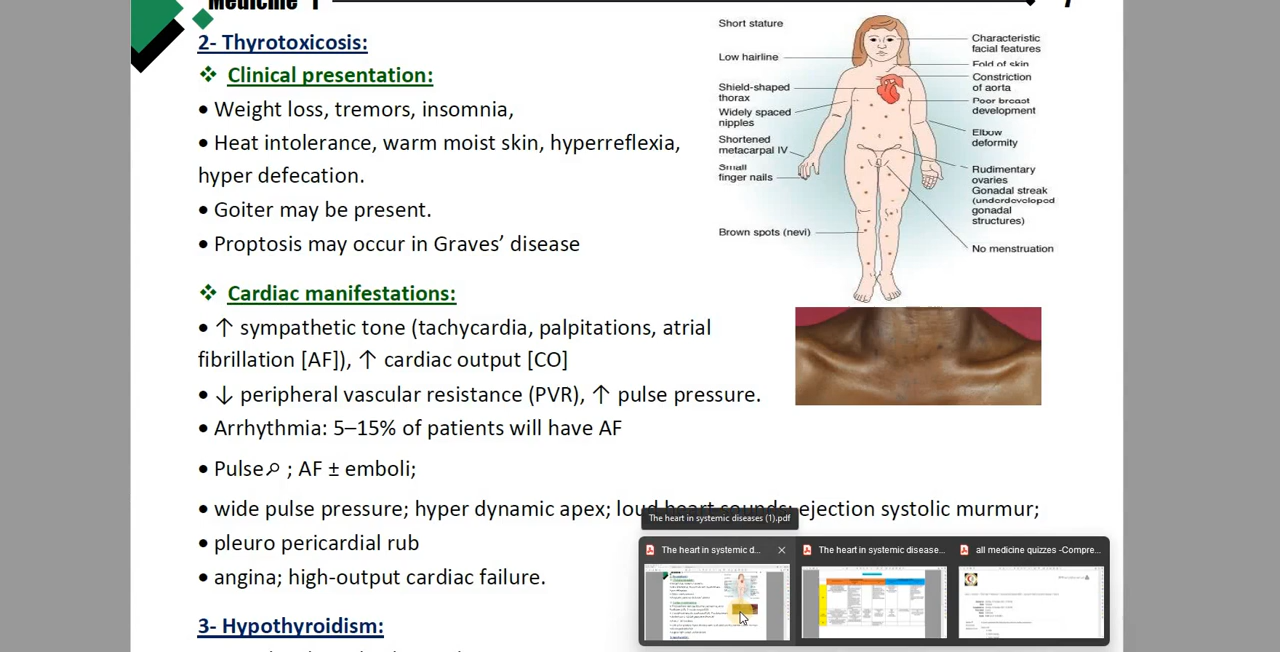 Medicine 1
2- Thyrotoxicosis:
❖ Clinical presentation:
• Weight loss, tremors, insomnia,
• Heat intolerance, warm moist skin, hyperreflexia,
hyper defecation.
• Goiter may be present.
• Proptosis may occur in Graves’ disease
❖ Cardiac manifestations:
• ↑ sympathetic tone (tachycardia, palpitations, atrial
fibrillation [AF]), ↑ cardiac output [CO]
• ↓ peripheral vascular resistance (PVR), ↑ pulse pressure.
• Arrhythmia: 5–15% of patients will have AF
• Pulse ; AF ± emboli;
• wide pulse pressure; hyper dynamic apex; loud heart sounds; ejection systolic murmur;
• pleuro pericardial rub
• angina; high-output cardiac failure.
3- Hypothyroidism:
Short stature
Low hairline
Shield-shaped
thorax
Widely spaced
nipples
Shortened
metacarpal IV
Small
finger nails
Brown spots (nevi)
Characteristic
facial features
Fold of skin
Constriction
of aorta
Poor breast
development
Elbow
deformity
Rudimentary
ovaries
Gonadal streak
(underdeveloped
gonadal
structures)
No menstruation
The heart in systemic diseases (1).pdf
The heart in systemic d...
The heart in systemic disease...
all medicine quizzes -Compre...